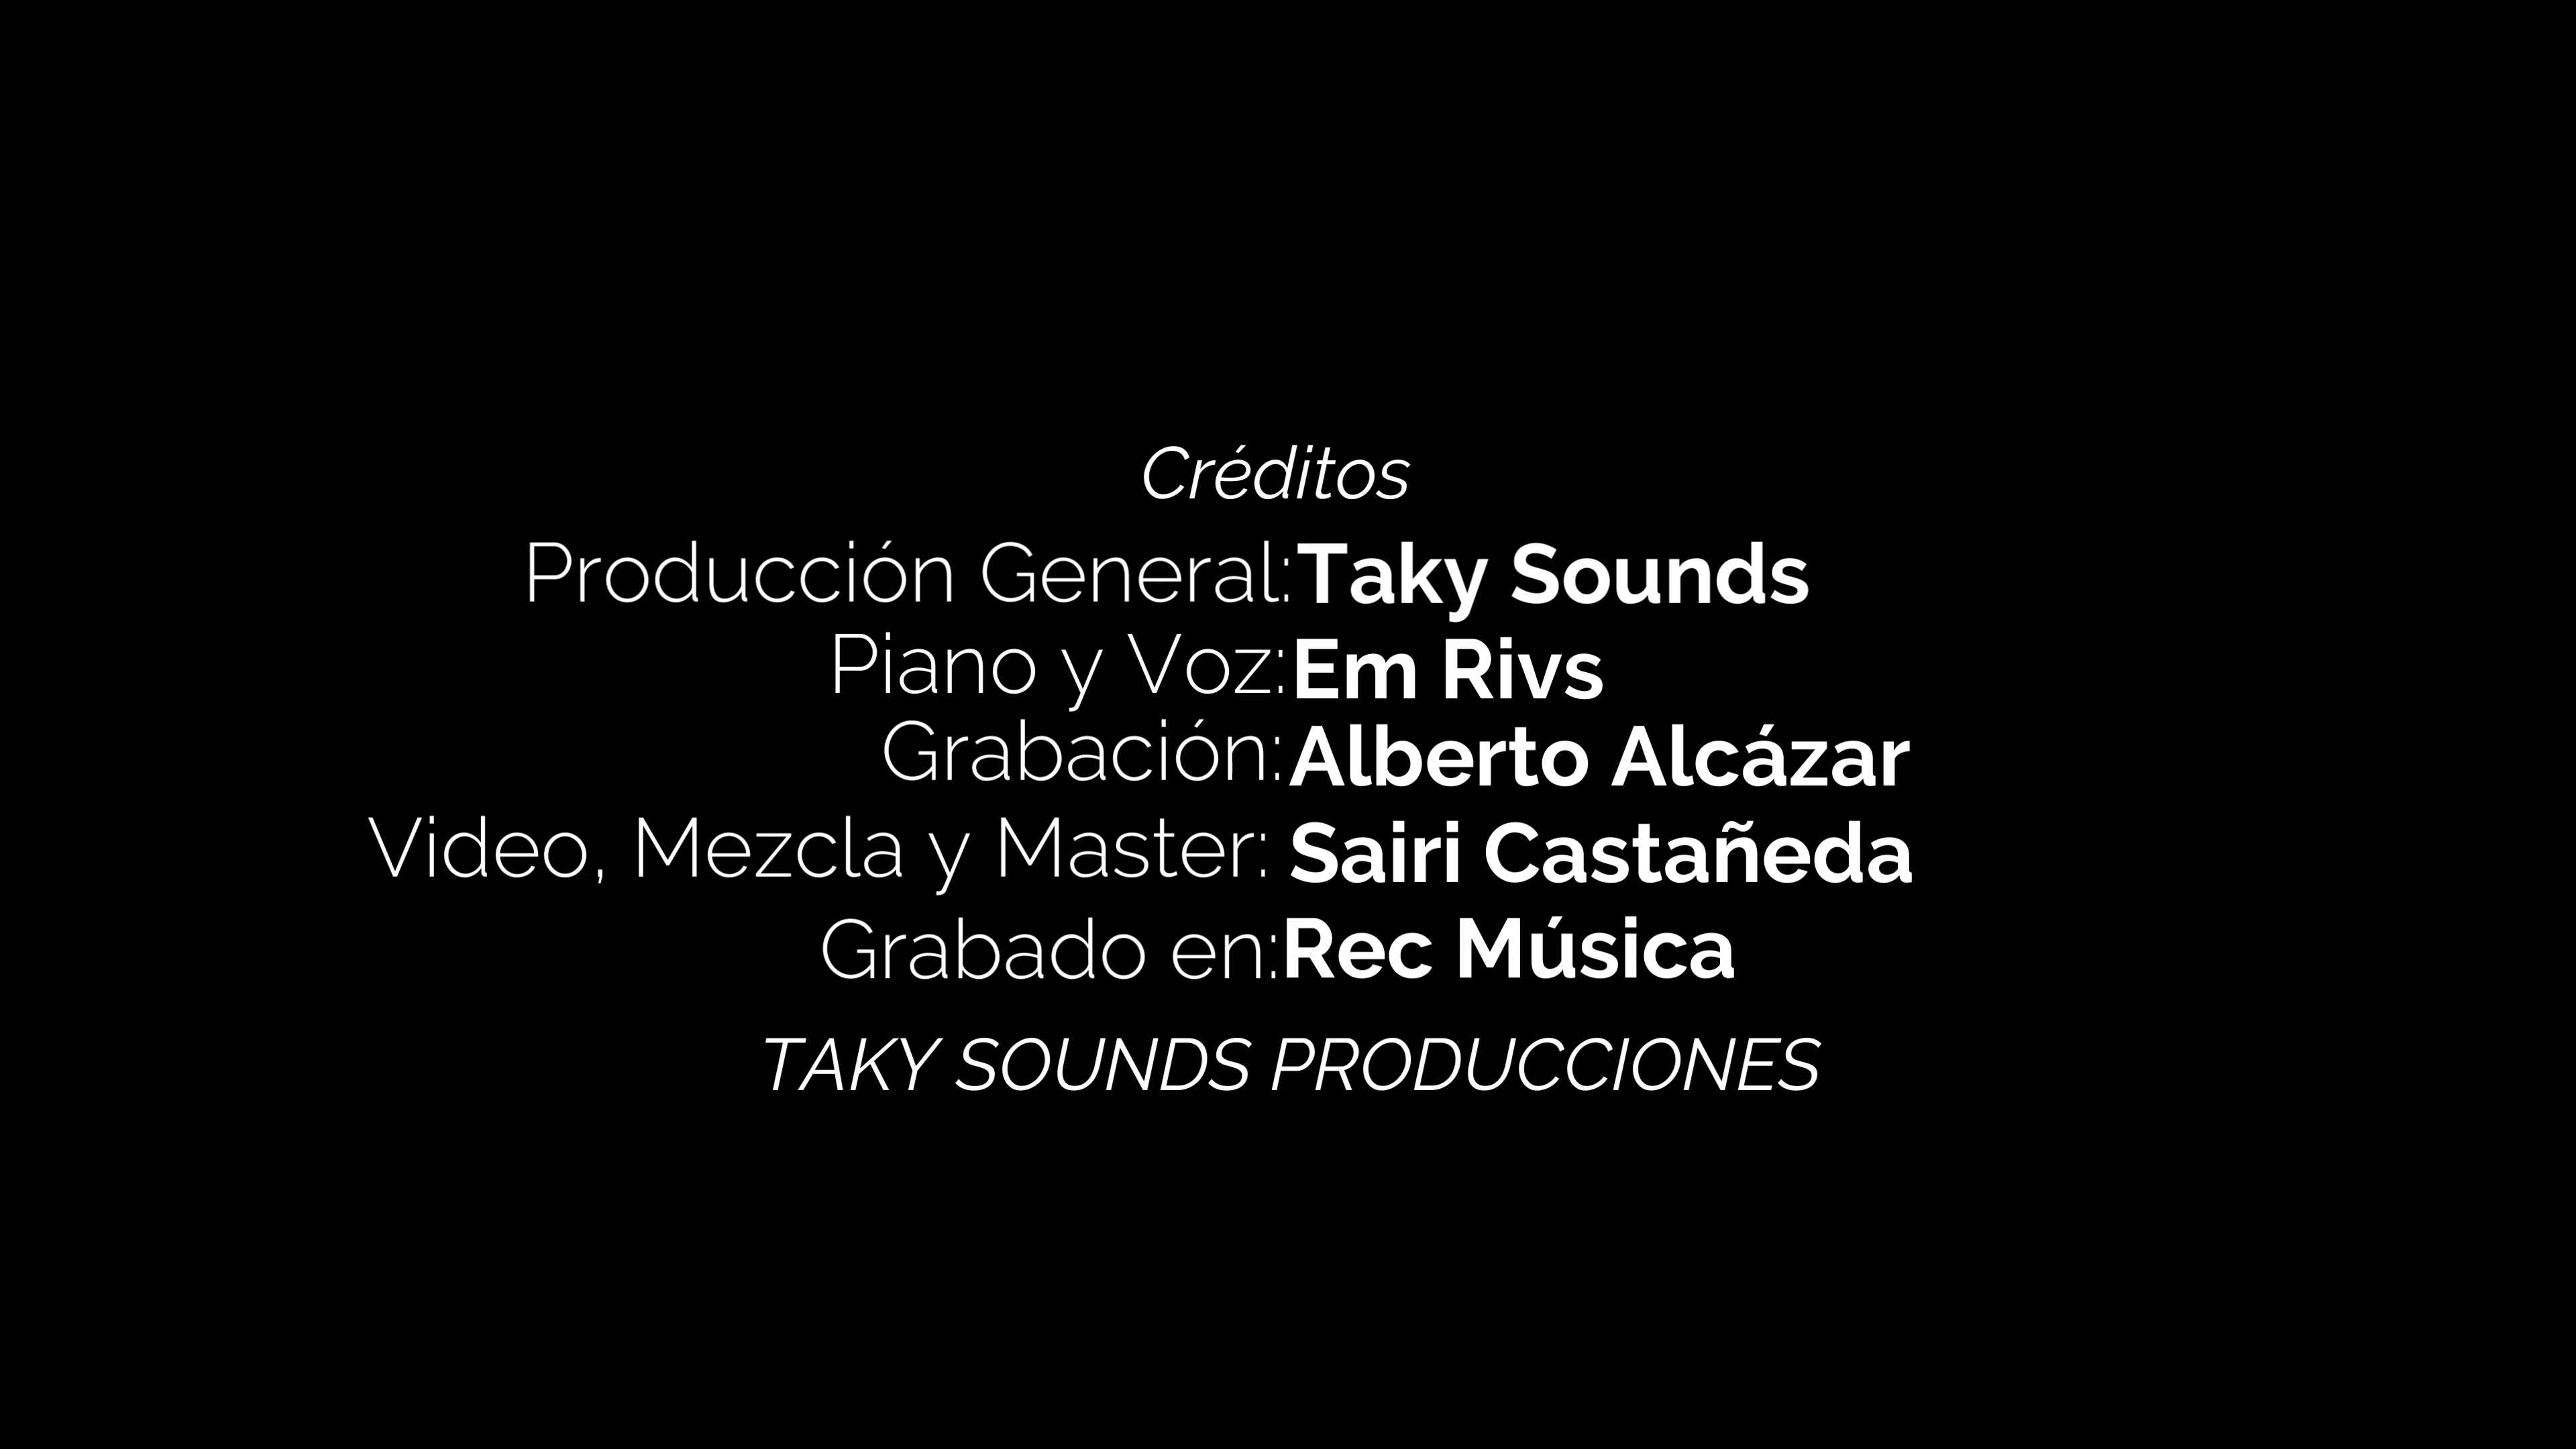 Créditos
Producción General:Taky Sounds
Piano y Voz:Em Rivs
Grabación:Alberto Alcázar
Video, Mezcla y Master: Sairi Castañeda
Grabado en:Rec Música
TAKY SOUNDS PRODUCCIONES